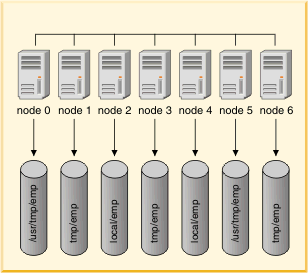 node 0 node 1 node 2 node 3 node 4 node 5 node 6
/usr/tmp/emp
tmp/emp
local/emp
tmp/emp
local/emp
/usr/tmp/emp
tmp/emp